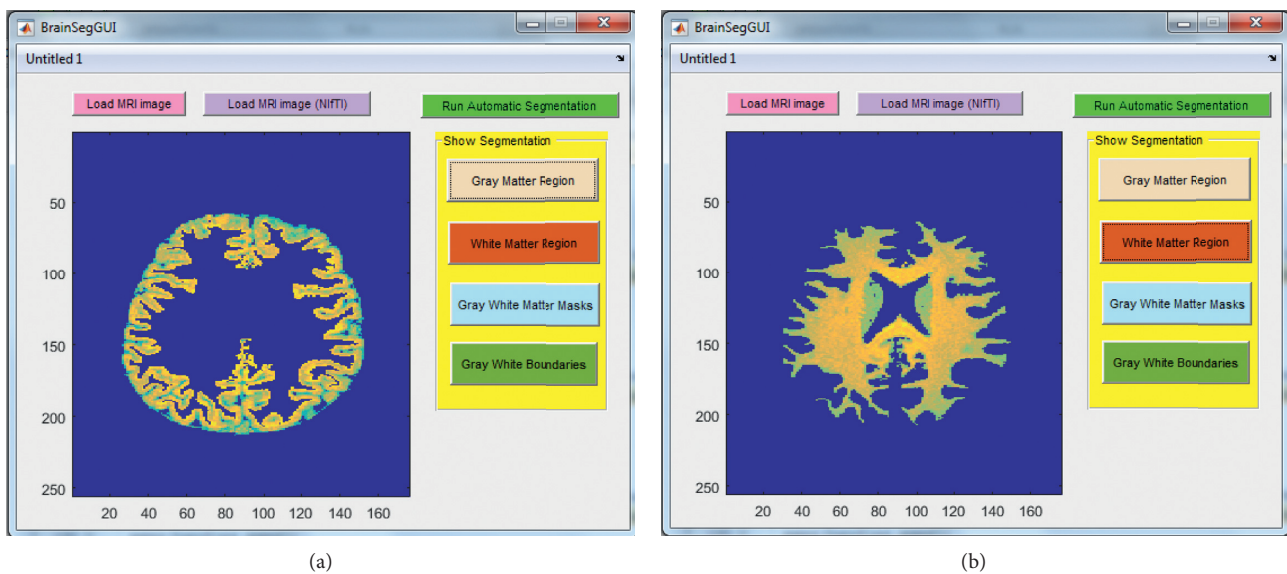 BrainSegGUI
Untitled 1
Load MRI image
Load MRI image (NIfTI)
Run Automatic Segmentation
Show Segmentation
Gray Matter Region
White Matter Region
Gray White Matter Masks
Gray White Boundaries
50
100
150
200
250
20 40 60 80 100 120 140 160
(a)
BrainSegGUI
Untitled 1
Load MRI image
Load MRI image (NIfTI)
Run Automatic Segmentation
Show Segmentation
Gray Matter Region
White Matter Region
Gray White Matter Masks
Gray White Boundaries
50
100
150
200
250
20 40 60 80 100 120 140 160
(b)